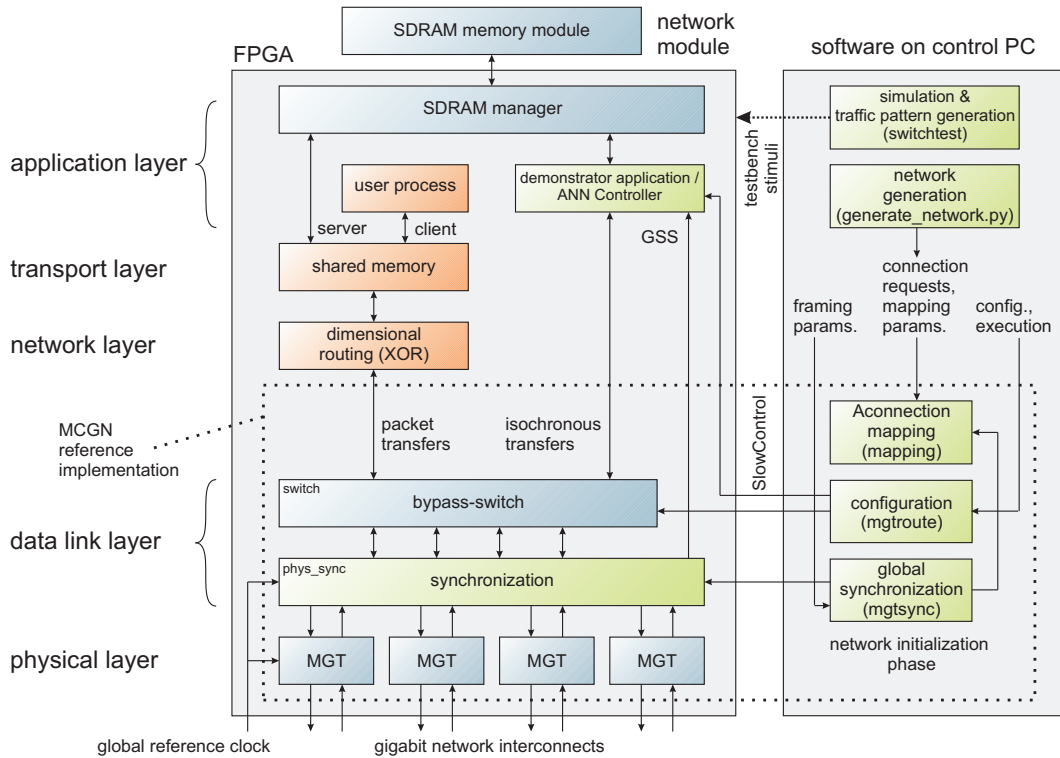 SDRAM memory module
network
module
FPGA
software on control PC
SDRAM manager
simulation &
traffic pattern generation
(switchtest)
application layer
user process
demonstrator application /
ANN Controller
testbench
stimuli
network
generation
(generate_network.py)
server
client
GSS
transport layer
shared memory
connection
requests,
mapping
params.
framing
params.
config.,
execution
network layer
dimensional
routing (XOR)
MCGN
reference
implementation
packet
transfers
isochronous
transfers
SlowControl
Aconnection
mapping
(mapping)
switch
bypass-switch
configuration
(mgtroute)
data link layer
phys_sync
synchronization
global
synchronization
(mgtsync)
physical layer
MGT
MGT
MGT
MGT
network initialization
phase
global reference clock
gigabit network interconnects